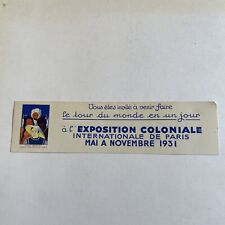 Vous êtes invité à venir faire
le tour du monde en un jour
à l'EXPOSITION COLONIALE
INTERNATIONALE DE PARIS
MAI A NOVEMBRE 1931